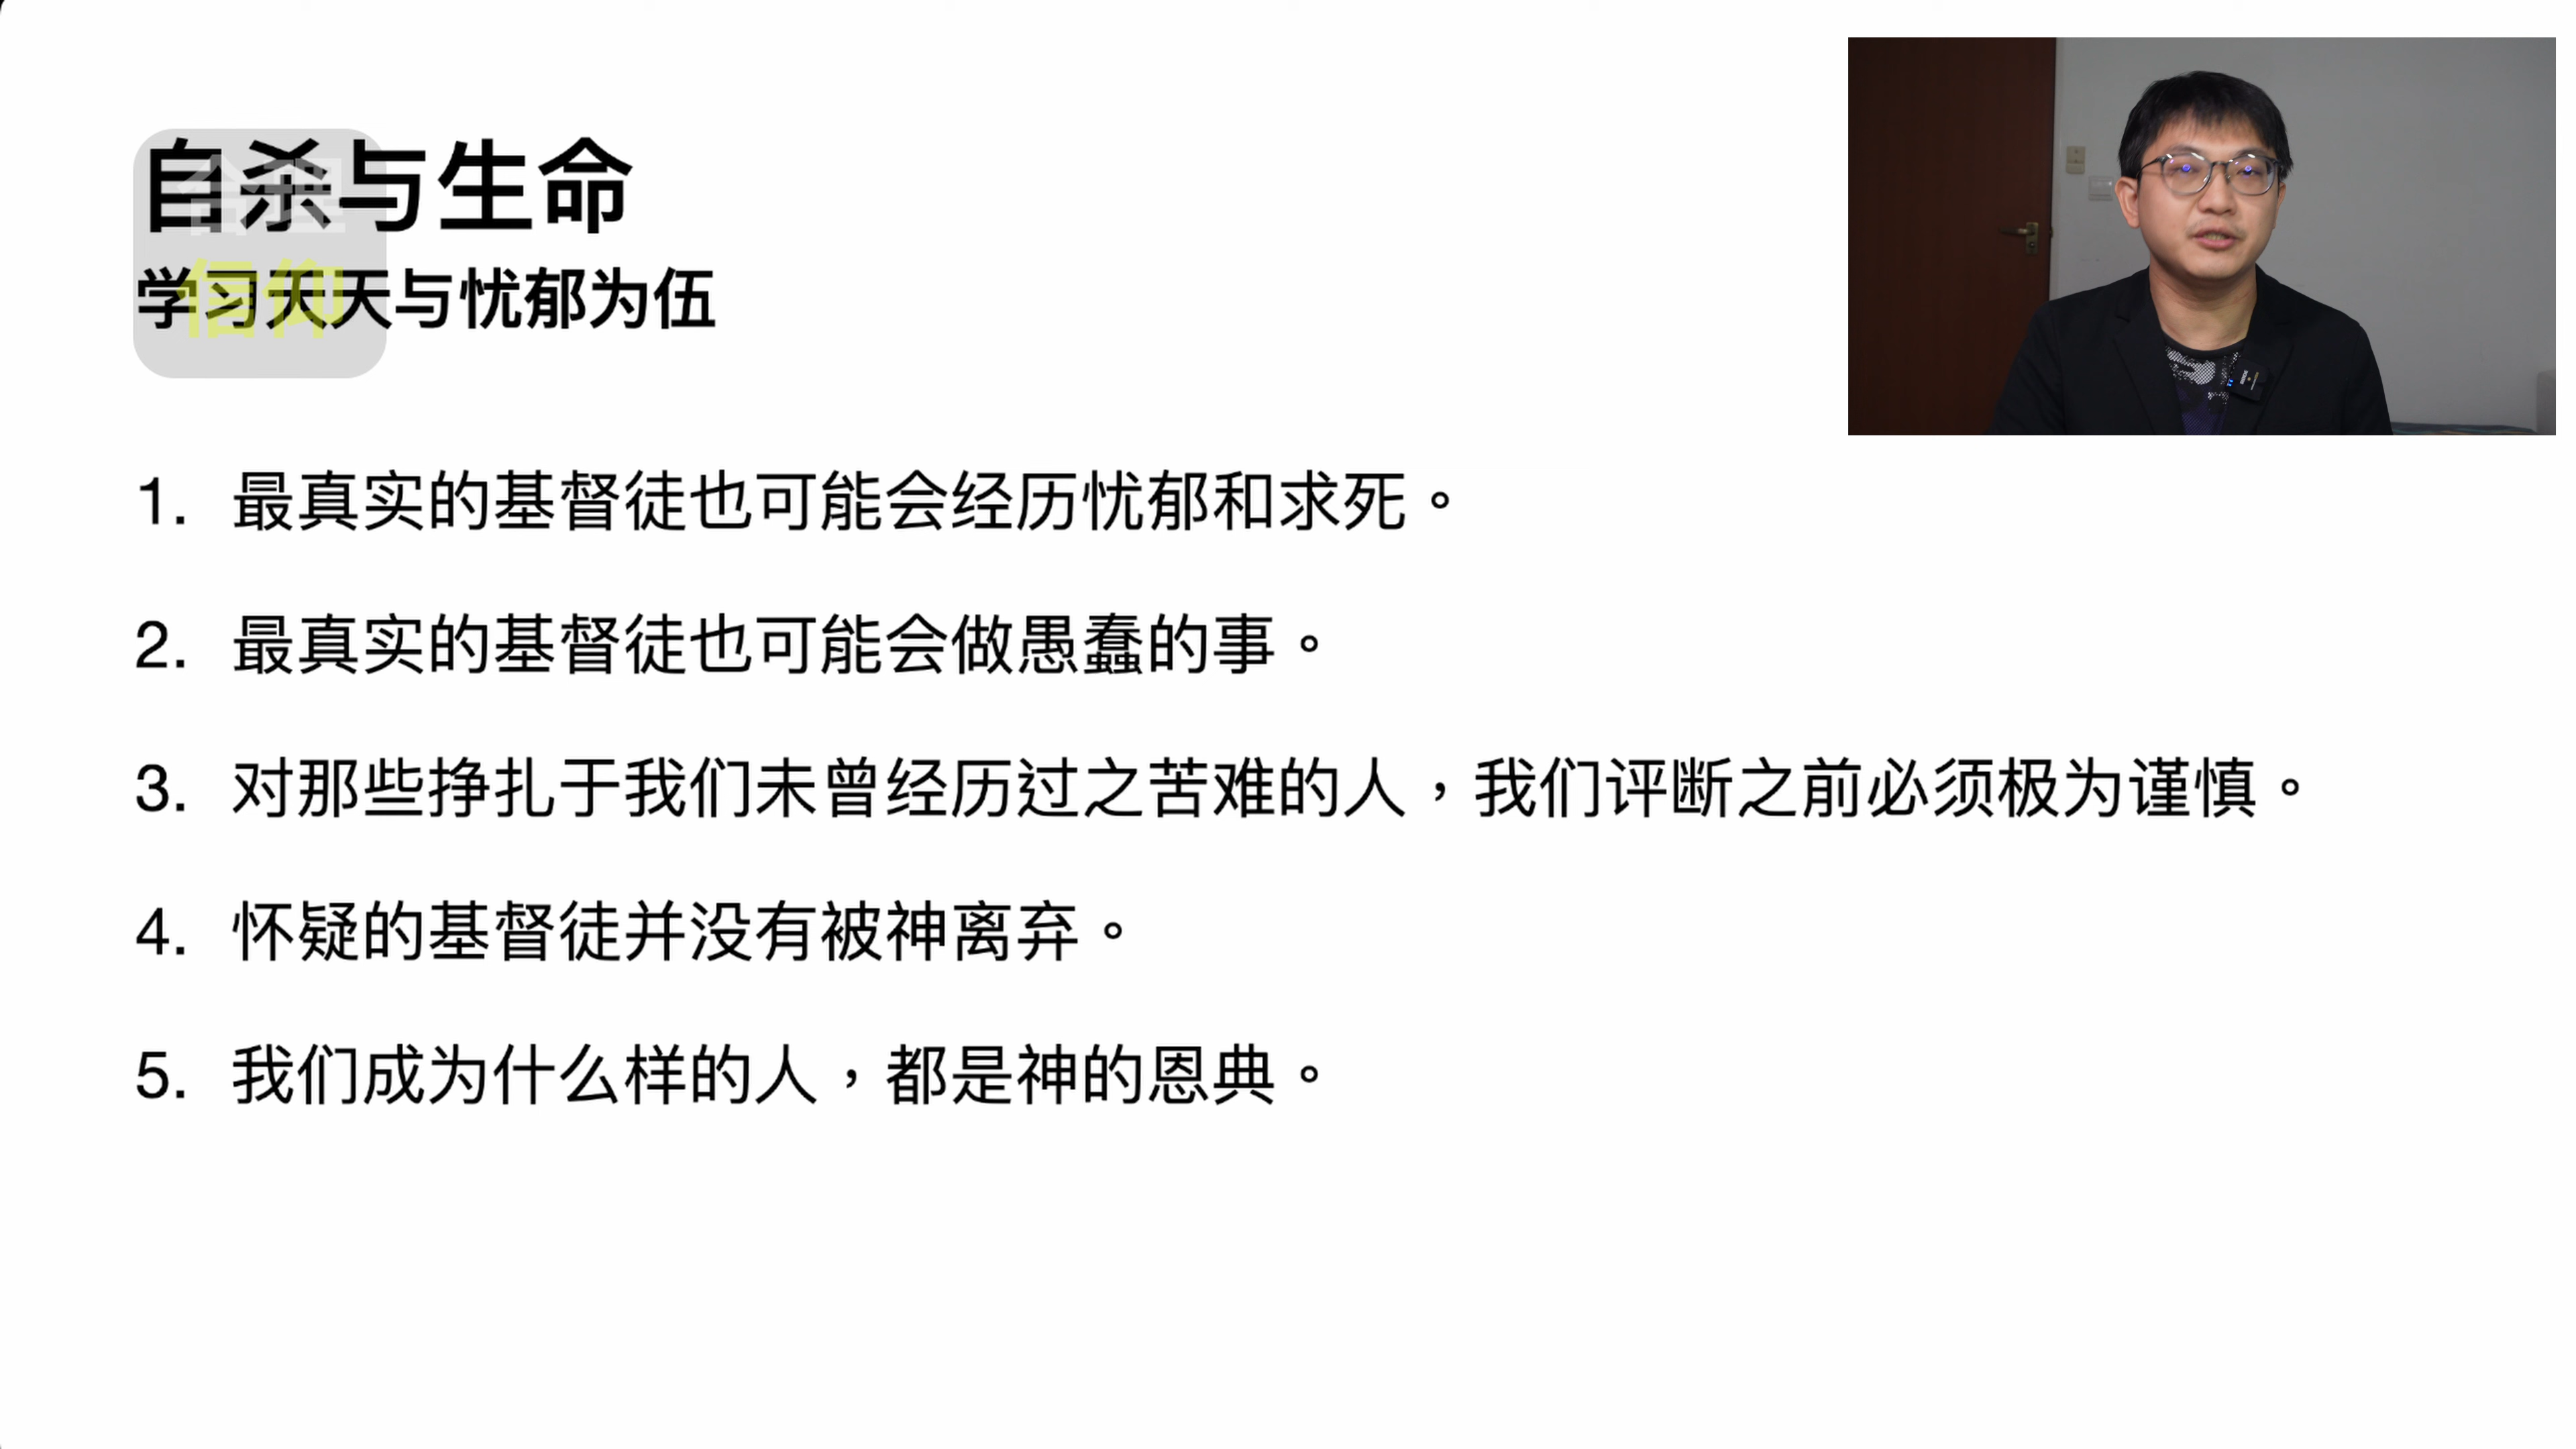 自杀与生命
学习天天与忧郁为伍
合理
信仰
1. 最真实的基督徒也可能会经历忧郁和求死。
2. 最真实的基督徒也可能会做愚蠢的事。
3. 对那些挣扎于我们未曾经历过之苦难的人，我们评断之前必须极为谨慎。
4. 怀疑的基督徒并没有被神离弃。
5. 我们成为什么样的人，都是神的恩典。